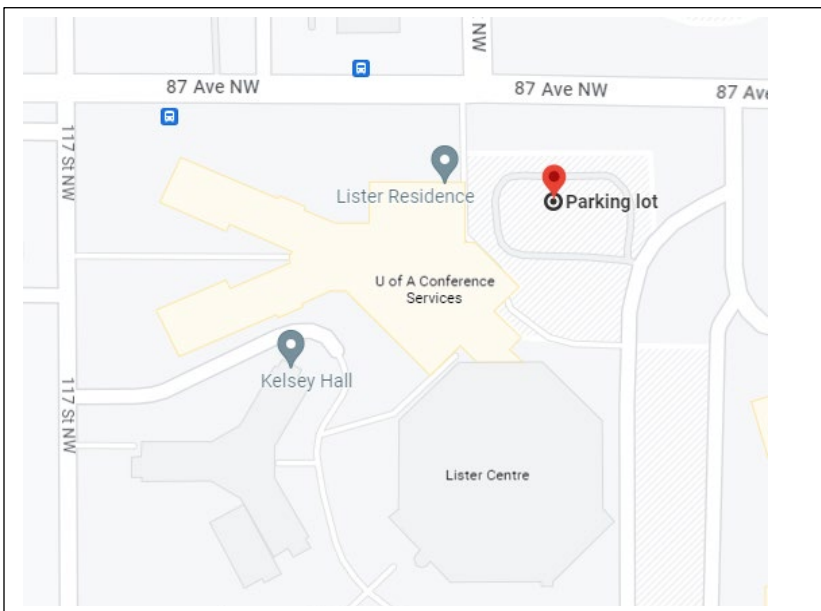 NW
87 Ave NW
87 Ave NW
87 Av
117 St NW
Lister Residence
Parking lot
U of A Conference
Services
Kelsey Hall
117 St NW
Lister Centre